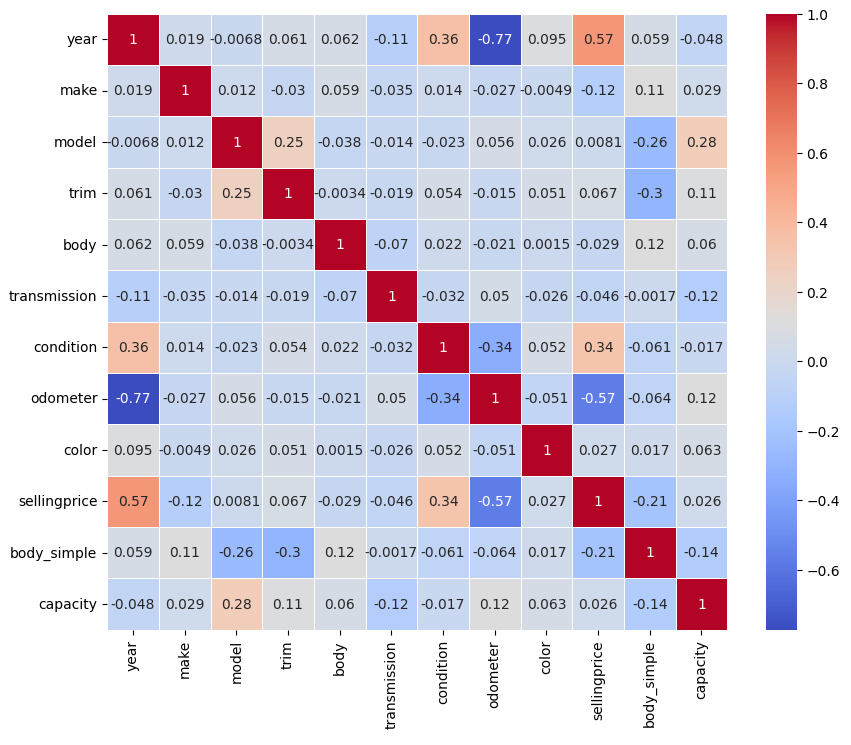 year 1 0.019 -0.0068 0.061 0.062 -0.11 0.36 -0.77 0.095 0.57 0.059 -0.048
make 0.019 1 0.012 -0.03 0.059 -0.035 0.014 -0.027 -0.0049 -0.12 0.11 0.029
model -0.0068 0.012 1 0.25 -0.038 -0.014 -0.023 0.056 0.026 0.0081 -0.26 0.28
trim 0.061 -0.03 0.25 1 -0.0034 -0.019 0.054 -0.015 0.051 0.067 -0.3 0.11
body 0.062 0.059 -0.038 -0.0034 1 -0.07 0.022 -0.021 0.0015 -0.029 0.12 0.06
transmission -0.11 -0.035 -0.014 -0.019 -0.07 1 -0.032 0.05 -0.026 -0.046 -0.0017 -0.12
condition 0.36 0.014 -0.023 0.054 0.022 -0.032 1 -0.34 0.052 0.34 -0.061 -0.017
odometer -0.77 -0.027 0.056 -0.015 -0.021 0.05 -0.34 1 -0.051 -0.57 -0.064 0.12
color 0.095 -0.0049 0.026 0.051 0.0015 -0.026 0.052 -0.051 1 0.027 0.017 0.063
sellingprice 0.57 -0.12 0.0081 0.067 -0.029 -0.046 0.34 -0.57 0.027 1 -0.21 0.026
body_simple 0.059 0.11 -0.26 -0.3 0.12 -0.0017 -0.061 -0.064 0.017 -0.21 1 -0.14
capacity -0.048 0.029 0.28 0.11 0.06 -0.12 -0.017 0.12 0.063 0.026 -0.14 1
year make model trim body transmission condition odometer color sellingprice body_simple capacity
1.0
0.8
0.6
0.4
0.2
0.0
−0.2
−0.4
−0.6